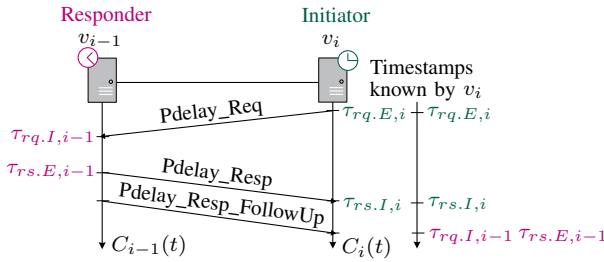 Responder
Initiator
v_{i−1}
v_i
Timestamps
known by v_i
Pdelay_Req
τ_{rq.E,i}
τ_{rq.E,i}
τ_{rq.I,i−1}
τ_{rs.E,i−1}
Pdelay_Resp
Pdelay_Resp_FollowUp
τ_{rs.I,i}
τ_{rs.I,i}
τ_{rq.I,i−1} τ_{rs.E,i−1}
C_{i−1}(t)
C_i(t)